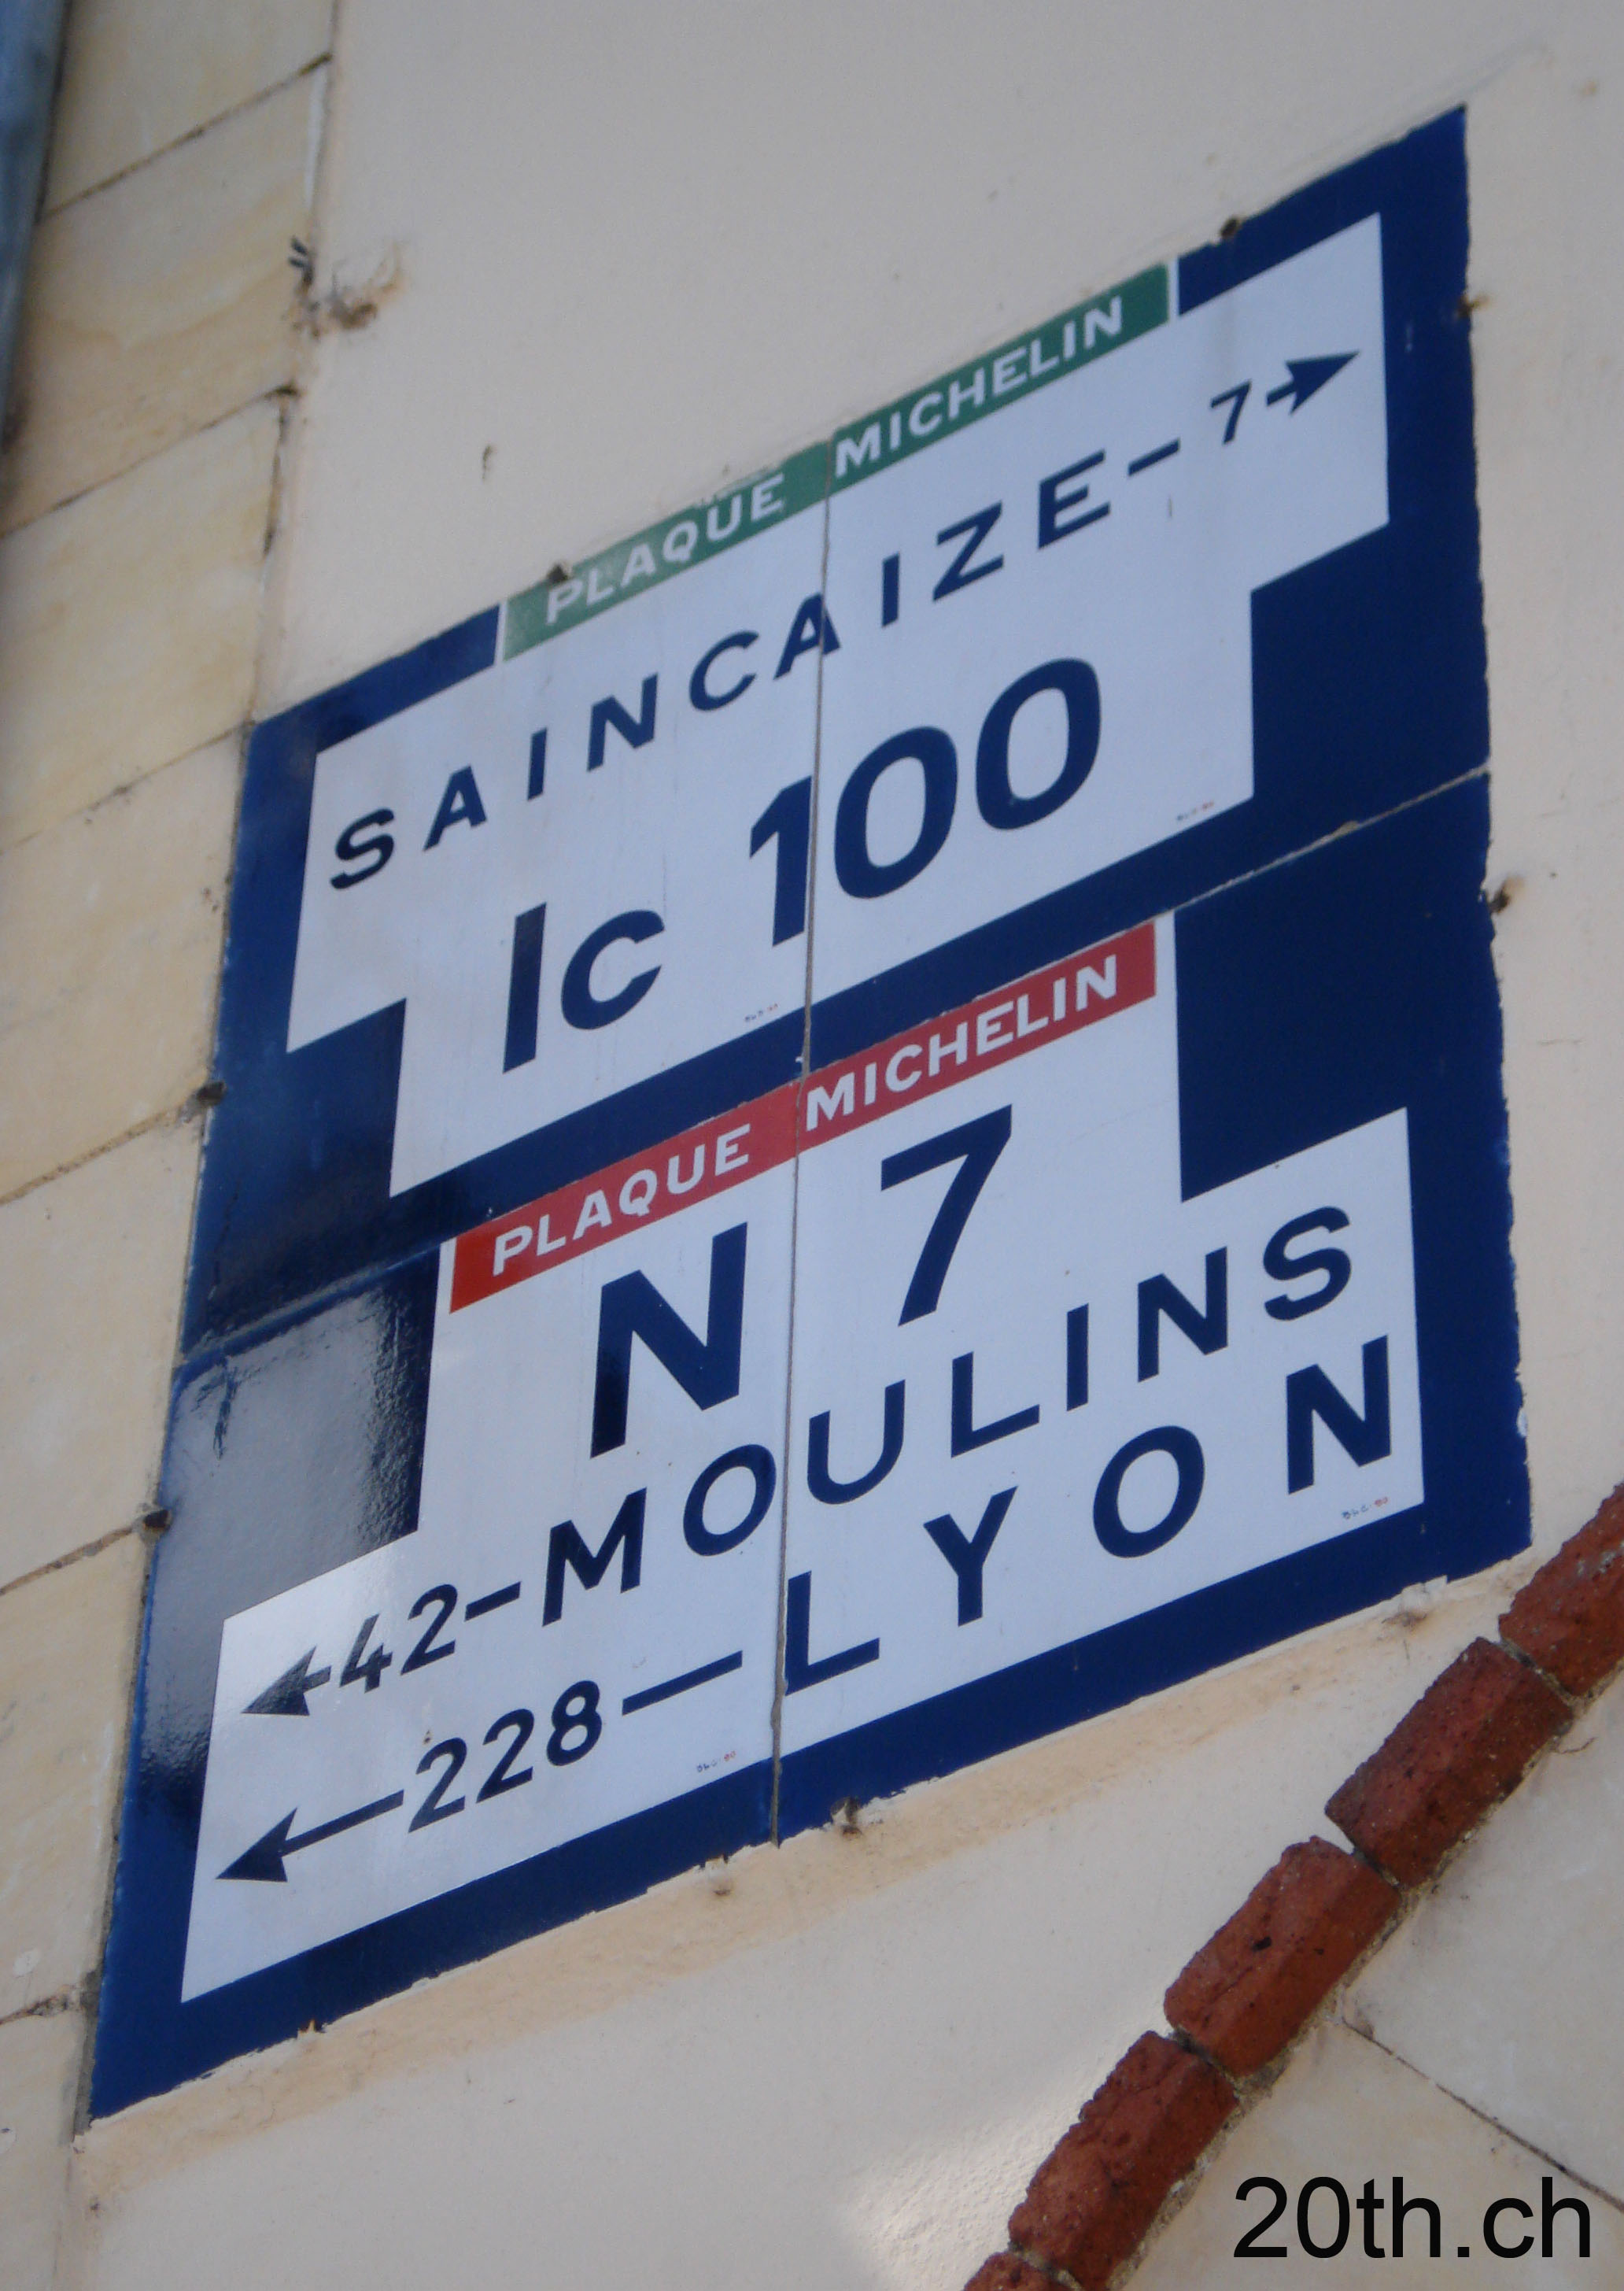 PLAQUE MICHELIN
SAINCAIZE - 7 →
Ic 100
PLAQUE MICHELIN
N 7
← 42 - MOULINS
← 228 — LYON
20th.ch